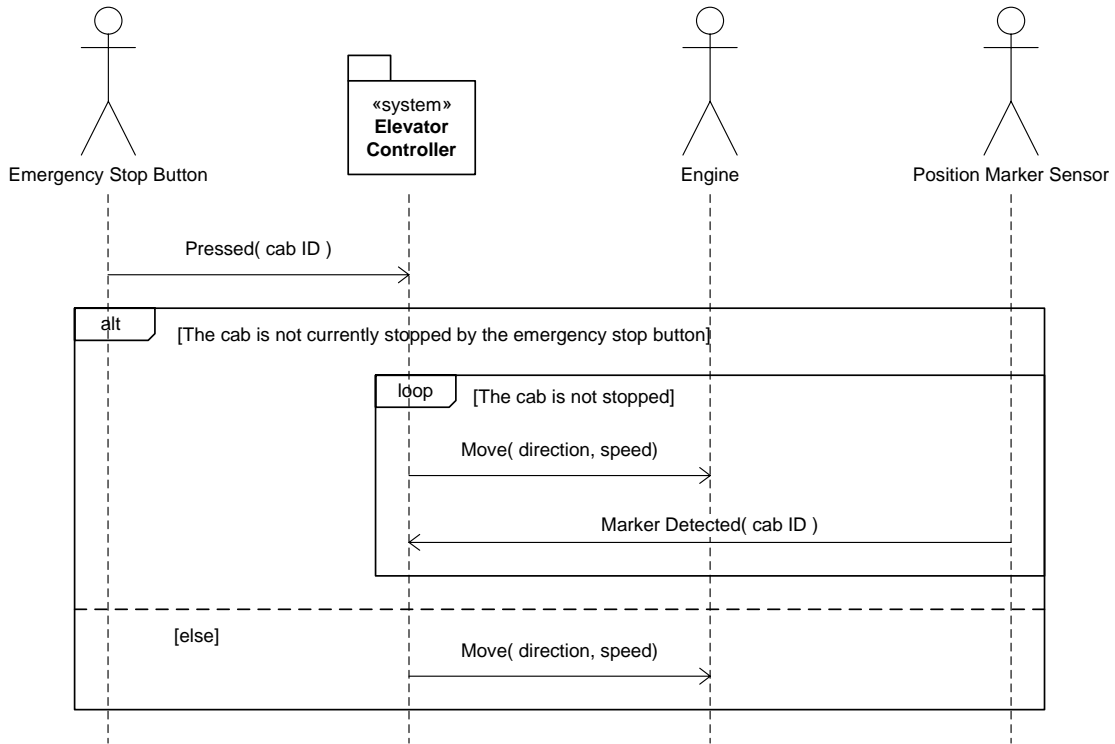 «system»
Elevator
Controller
Emergency Stop Button
Engine
Position Marker Sensor
Pressed( cab ID )
alt
[The cab is not currently stopped by the emergency stop button]
loop
[The cab is not stopped]
Move( direction, speed)
Marker Detected( cab ID )
[else]
Move( direction, speed)